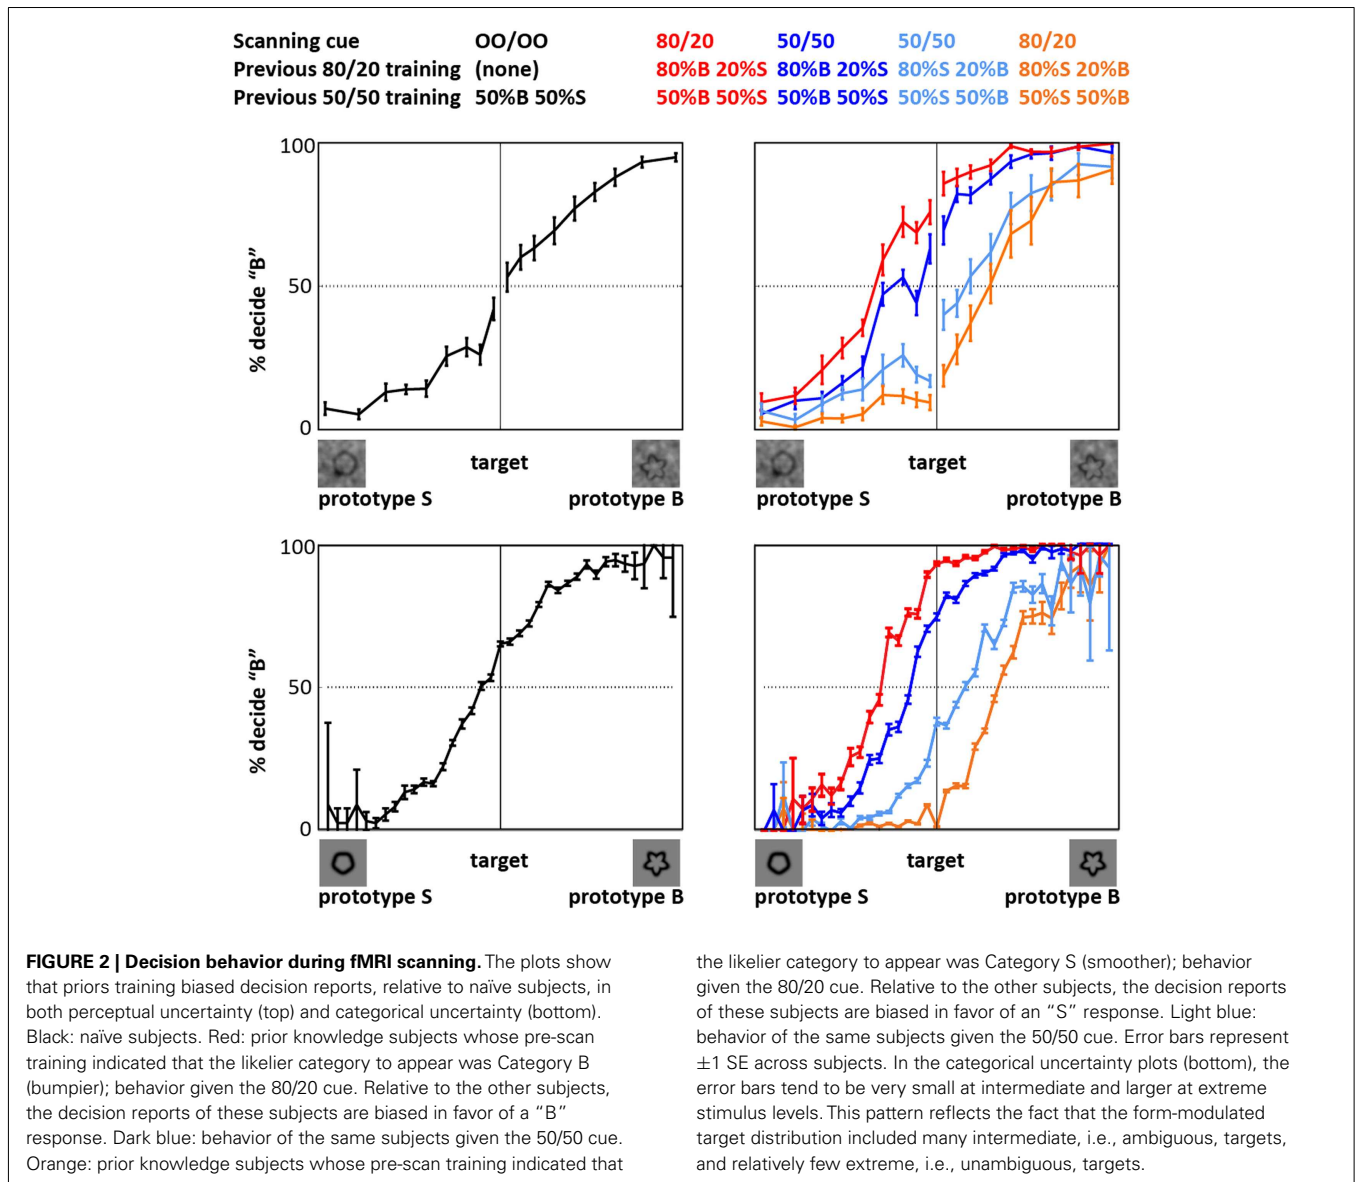 Scanning cue OO/OO 80/20 50/50 50/50 80/20
Previous 80/20 training (none) 80%B 20%S 80%B 20%S 80%S 20%B 80%S 20%B
Previous 50/50 training 50%B 50%S 50%B 50%S 50%B 50%S 50%S 50%B 50%S 50%B
100
50
0
% decide “B”
target
prototype S prototype B
target
prototype S prototype B
100
50
0
% decide “B”
target
prototype S prototype B
target
prototype S prototype B
FIGURE 2 | Decision behavior during fMRI scanning. The plots show
that priors training biased decision reports, relative to naïve subjects, in
both perceptual uncertainty (top) and categorical uncertainty (bottom).
Black: naïve subjects. Red: prior knowledge subjects whose pre-scan
training indicated that the likelier category to appear was Category B
(bumpier); behavior given the 80/20 cue. Relative to the other subjects,
the decision reports of these subjects are biased in favor of a “B”
response. Dark blue: behavior of the same subjects given the 50/50 cue.
Orange: prior knowledge subjects whose pre-scan training indicated that
the likelier category to appear was Category S (smoother); behavior
given the 80/20 cue. Relative to the other subjects, the decision reports
of these subjects are biased in favor of an “S” response. Light blue:
behavior of the same subjects given the 50/50 cue. Error bars represent
±1 SE across subjects. In the categorical uncertainty plots (bottom), the
error bars tend to be very small at intermediate and larger at extreme
stimulus levels. This pattern reflects the fact that the form-modulated
target distribution included many intermediate, i.e., ambiguous, targets,
and relatively few extreme, i.e., unambiguous, targets.